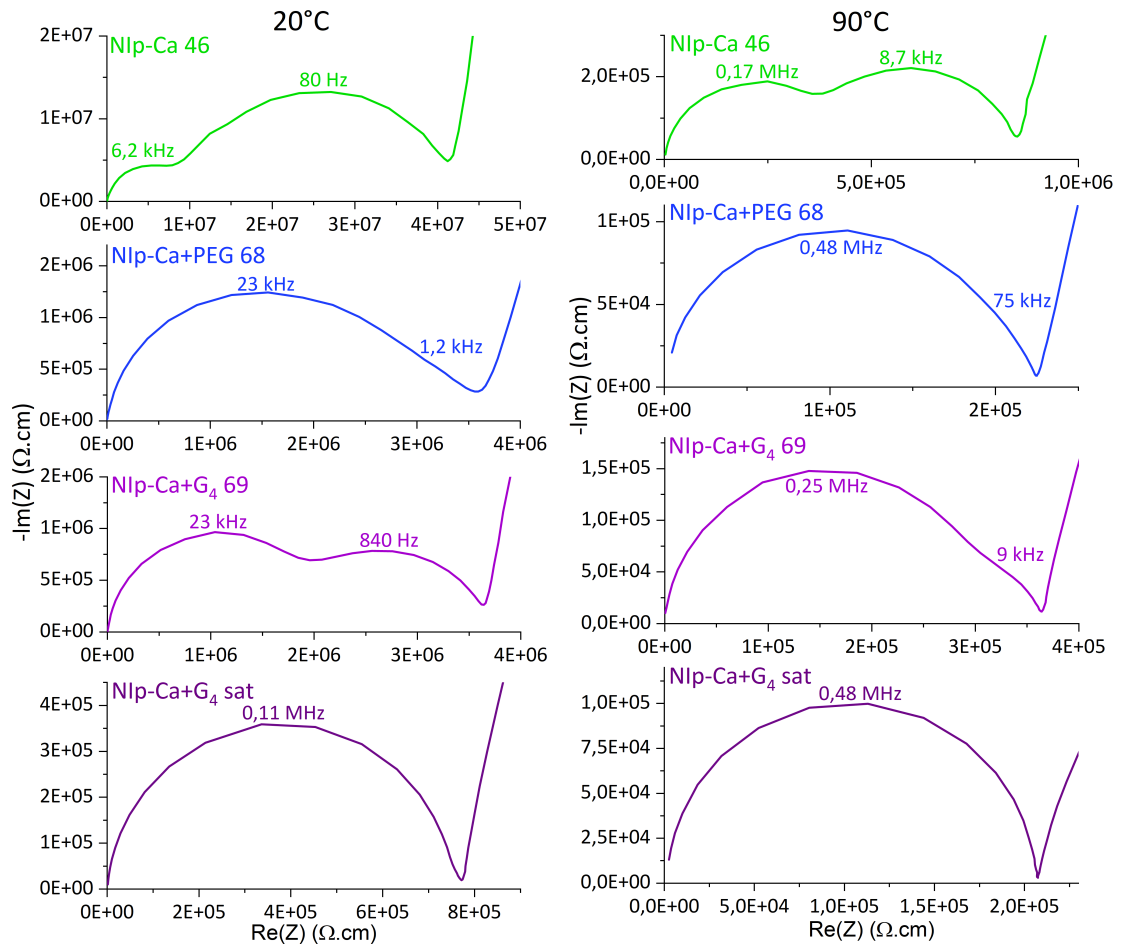 20°C
90°C
-Im(Z) (Ω.cm)
NIp-Ca 46
2E+07
1E+07
0E+00
6,2 kHz
80 Hz
0E+00 1E+07 2E+07 3E+07 4E+07 5E+07
NIp-Ca+PEG 68
2E+06
1E+06
5E+05
0E+00
23 kHz
1,2 kHz
0E+00 1E+06 2E+06 3E+06 4E+06
NIp-Ca+G4 69
2E+06
1E+06
5E+05
0E+00
23 kHz
840 Hz
0E+00 1E+06 2E+06 3E+06 4E+06
NIp-Ca+G4 sat
4E+05
3E+05
2E+05
1E+05
0E+00
0,11 MHz
0E+00 2E+05 4E+05 6E+05 8E+05
Re(Z) (Ω.cm)
-Im(Z) (Ω.cm)
NIp-Ca 46
2,0E+05
0,0E+00
0,17 MHz
8,7 kHz
0,0E+00 5,0E+05 1,0E+06
NIp-Ca+PEG 68
1E+05
5E+04
0E+00
0,48 MHz
75 kHz
0E+00 1E+05 2E+05
NIp-Ca+G4 69
1,5E+05
1,0E+05
5,0E+04
0,0E+00
0,25 MHz
9 kHz
0E+00 1E+05 2E+05 3E+05 4E+05
NIp-Ca+G4 sat
1,0E+05
7,5E+04
5,0E+04
2,5E+04
0,0E+00
0,48 MHz
0,0E+00 5,0E+04 1,0E+05 1,5E+05 2,0E+05
Re(Z) (Ω.cm)